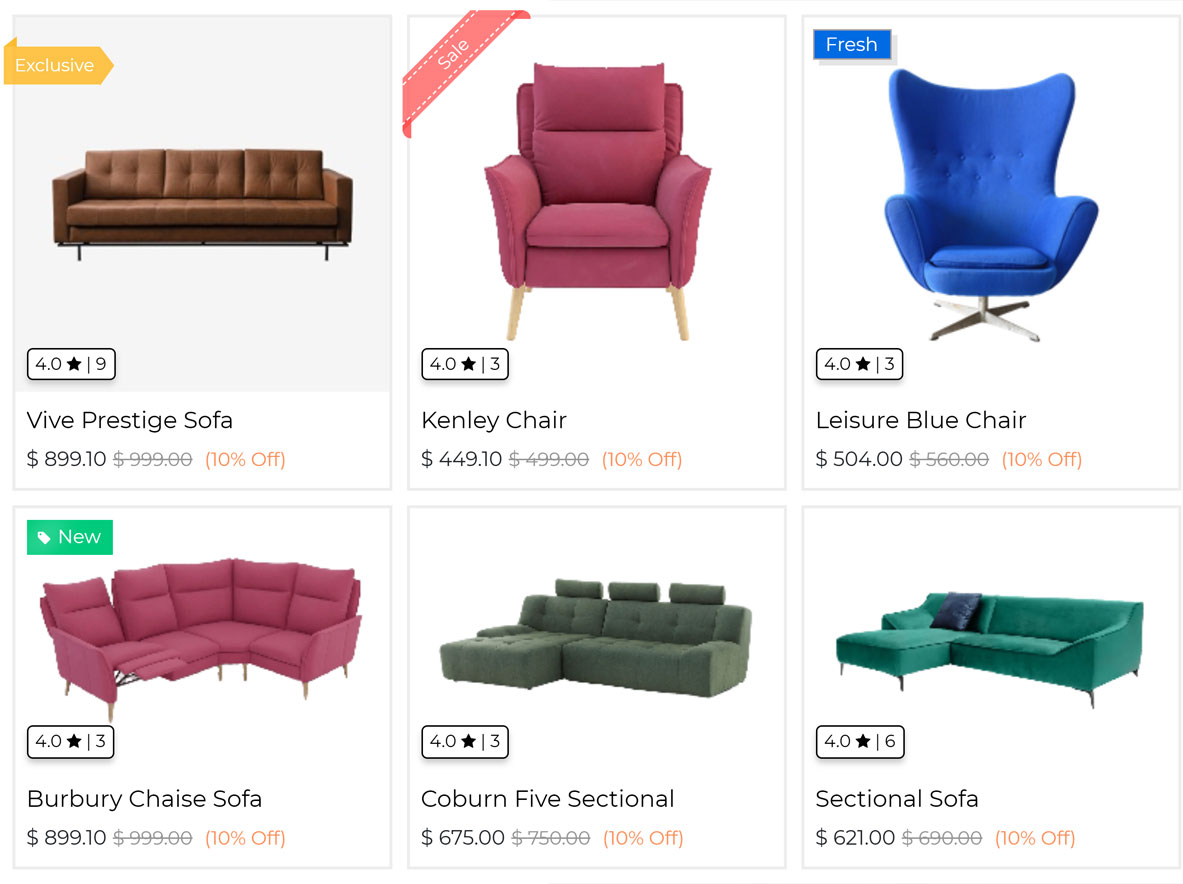 Exclusive
4.0 ★ | 9
Vive Prestige Sofa
$ 899.10 $ 999.00 (10% Off)
Sale
4.0 ★ | 3
Kenley Chair
$ 449.10 $ 499.00 (10% Off)
Fresh
4.0 ★ | 3
Leisure Blue Chair
$ 504.00 $ 560.00 (10% Off)
New
4.0 ★ | 3
Burbury Chaise Sofa
$ 899.10 $ 999.00 (10% Off)
4.0 ★ | 3
Coburn Five Sectional
$ 675.00 $ 750.00 (10% Off)
4.0 ★ | 6
Sectional Sofa
$ 621.00 $ 690.00 (10% Off)